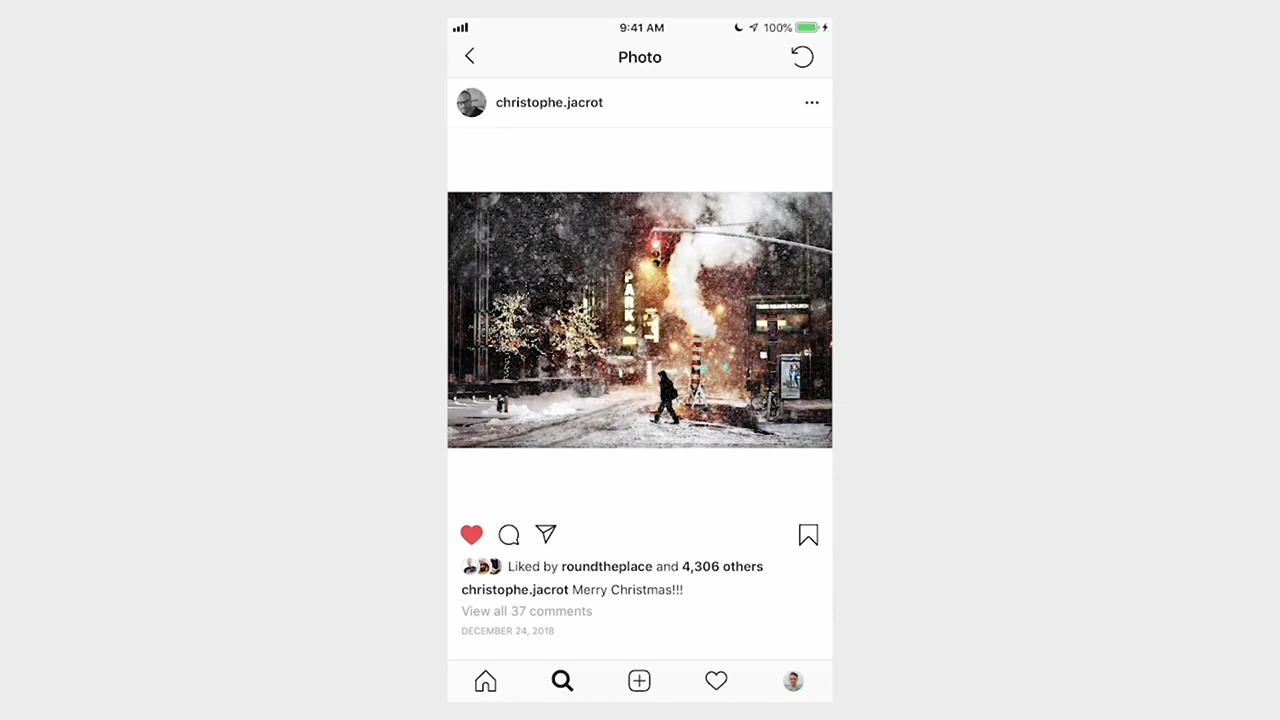 9:41 AM
100%
Photo
christophe.jacrot
PARK
Liked by roundtheplace and 4,306 others
christophe.jacrot Merry Christmas!!!
View all 37 comments
DECEMBER 24, 2018